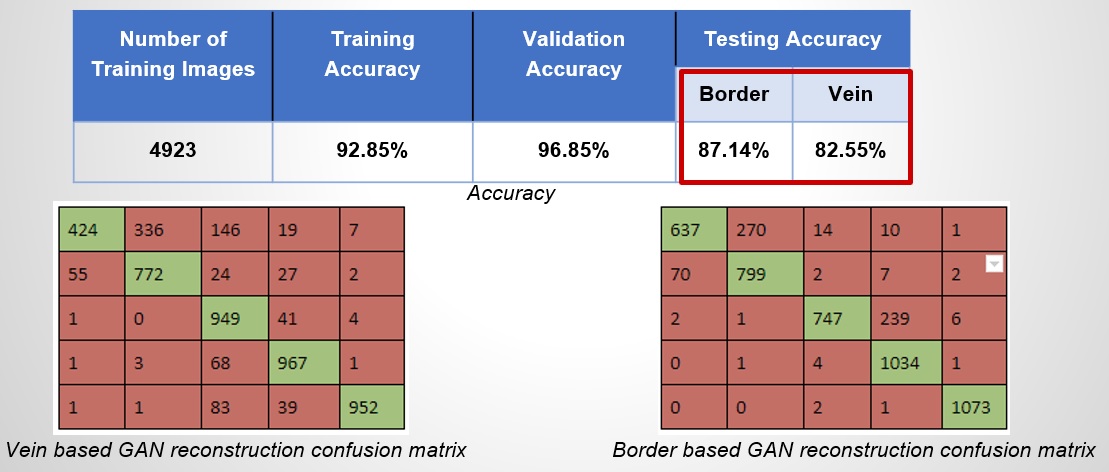 Number of Training Images
Training Accuracy
Validation Accuracy
Testing Accuracy
Border
Vein
4923
92.85%
96.85%
87.14%
82.55%
Accuracy
424 336 146 19 7
55 772 24 27 2
1 0 949 41 4
1 3 68 967 1
1 1 83 39 952
Vein based GAN reconstruction confusion matrix
637 270 14 10 1
70 799 2 7 2
2 1 747 239 6
0 1 4 1034 1
0 0 2 1 1073
Border based GAN reconstruction confusion matrix